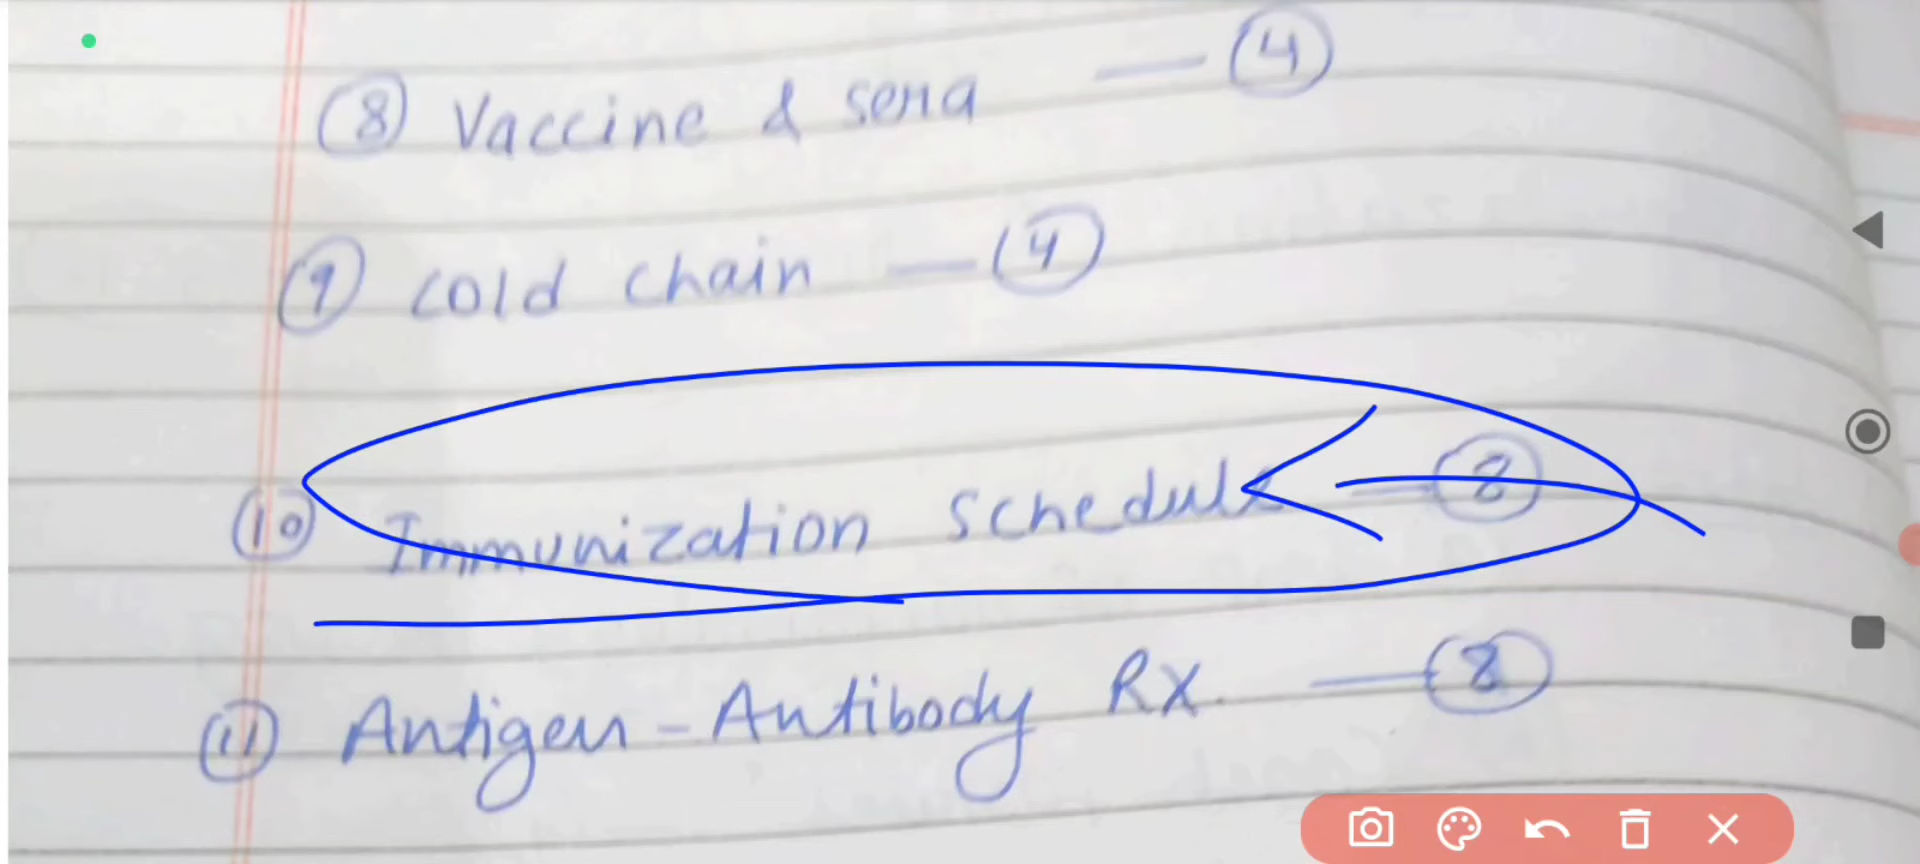 ⑧ Vaccine & sera — ④
⑨ cold chain — ④
⑩ Immunization Schedule — ⑧
⑪ Antigen - Antibody RX. — ⑧